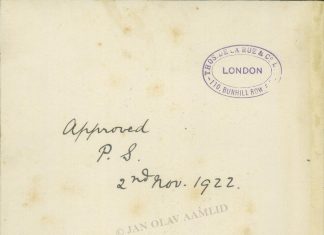 THOS. DE LA RUE & Co. L
LONDON
110, BUNHILL ROW
Approved
P. S.
2nd Nov. 1922.
© JAN OLAV AAMLID